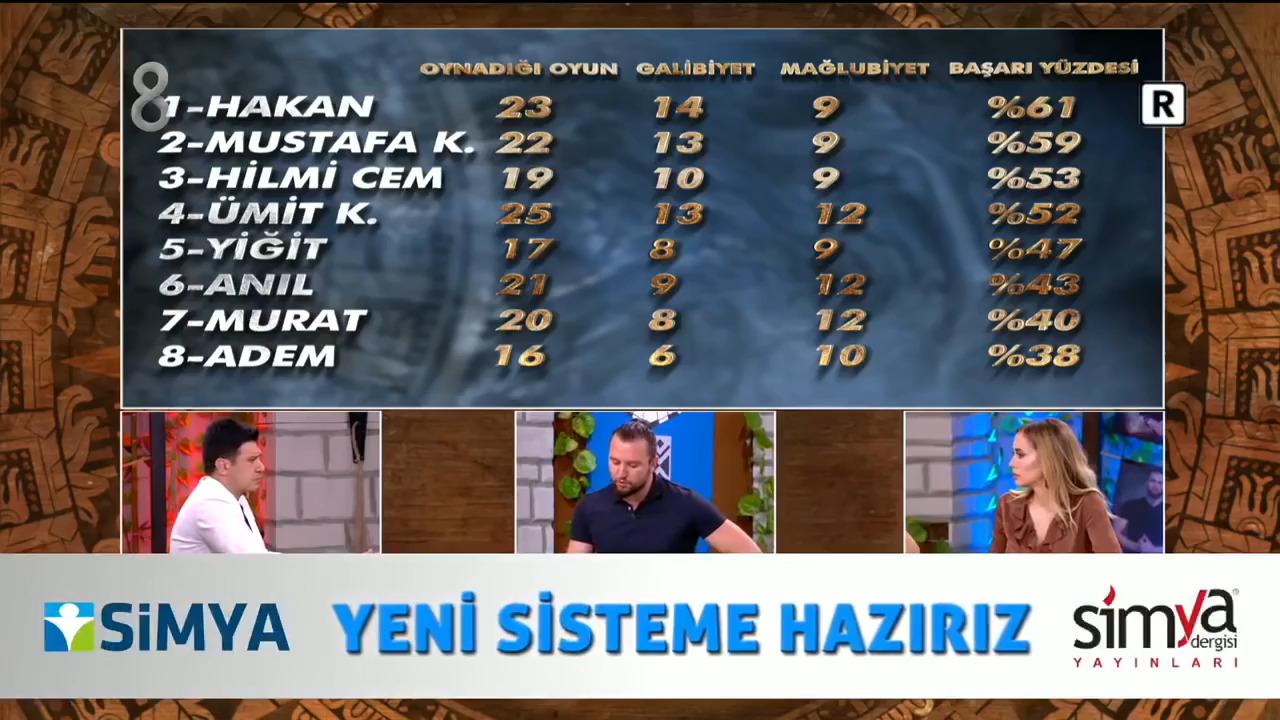 8
OYNADIĞI OYUN GALİBİYET MAĞLUBİYET BAŞARI YÜZDESİ
R
1-HAKAN 23 14 9 %61
2-MUSTAFA K. 22 13 9 %59
3-HİLMİ CEM 19 10 9 %53
4-ÜMİT K. 25 13 12 %52
5-YİĞİT 17 8 9 %47
6-ANIL 21 9 12 %43
7-MURAT 20 8 12 %40
8-ADEM 16 6 10 %38
SiMYA YENİ SİSTEME HAZIRIZ simya®
dergisi
YAYINLARI